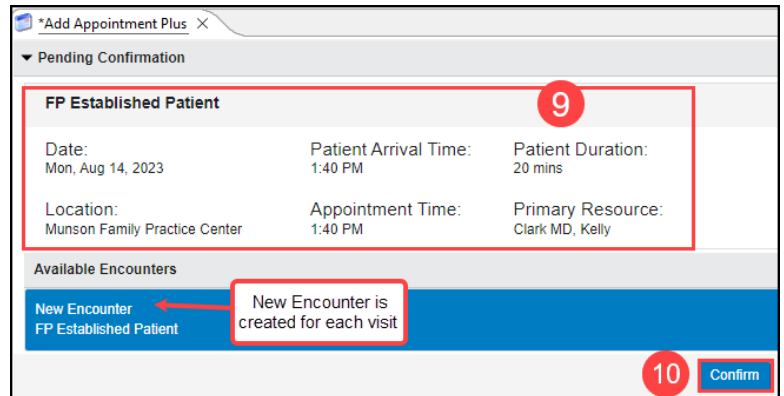 *Add Appointment Plus
Pending Confirmation
FP Established Patient
9
Date: Patient Arrival Time: Patient Duration:
Mon, Aug 14, 2023 1:40 PM 20 mins
Location: Appointment Time: Primary Resource:
Munson Family Practice Center 1:40 PM Clark MD, Kelly
Available Encounters
New Encounter
FP Established Patient
New Encounter is
created for each visit
10 Confirm